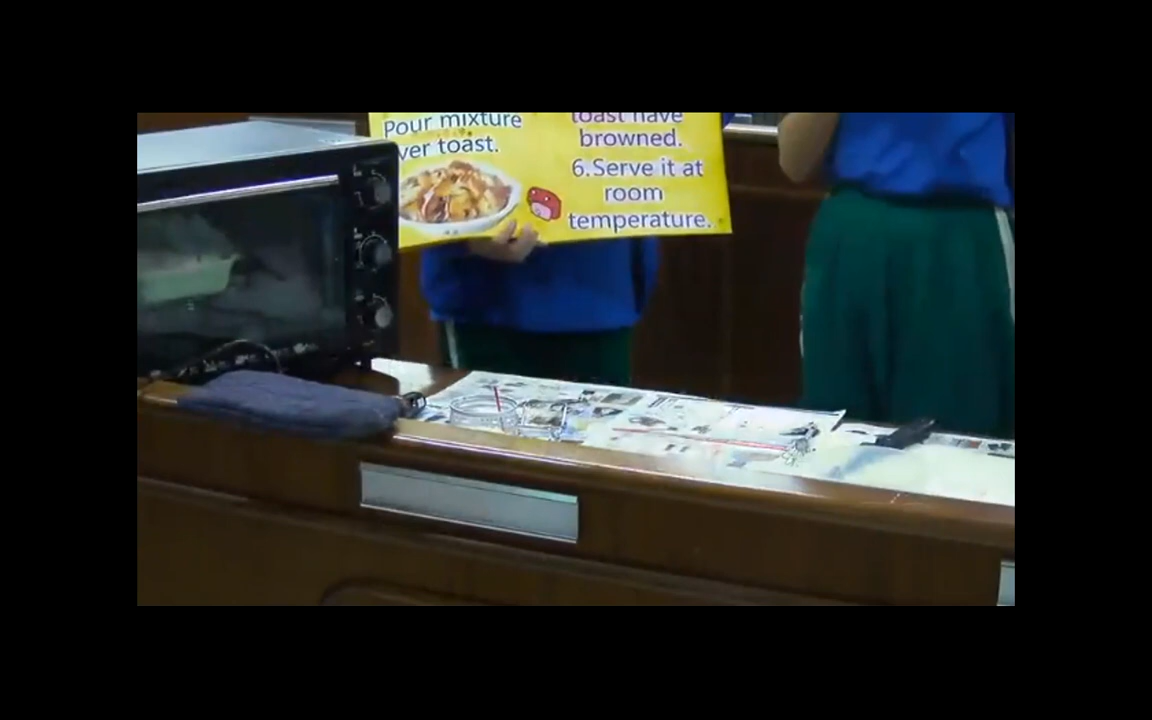 Pour mixture
ver toast.
toast have
browned.
6. Serve it at
room
temperature.